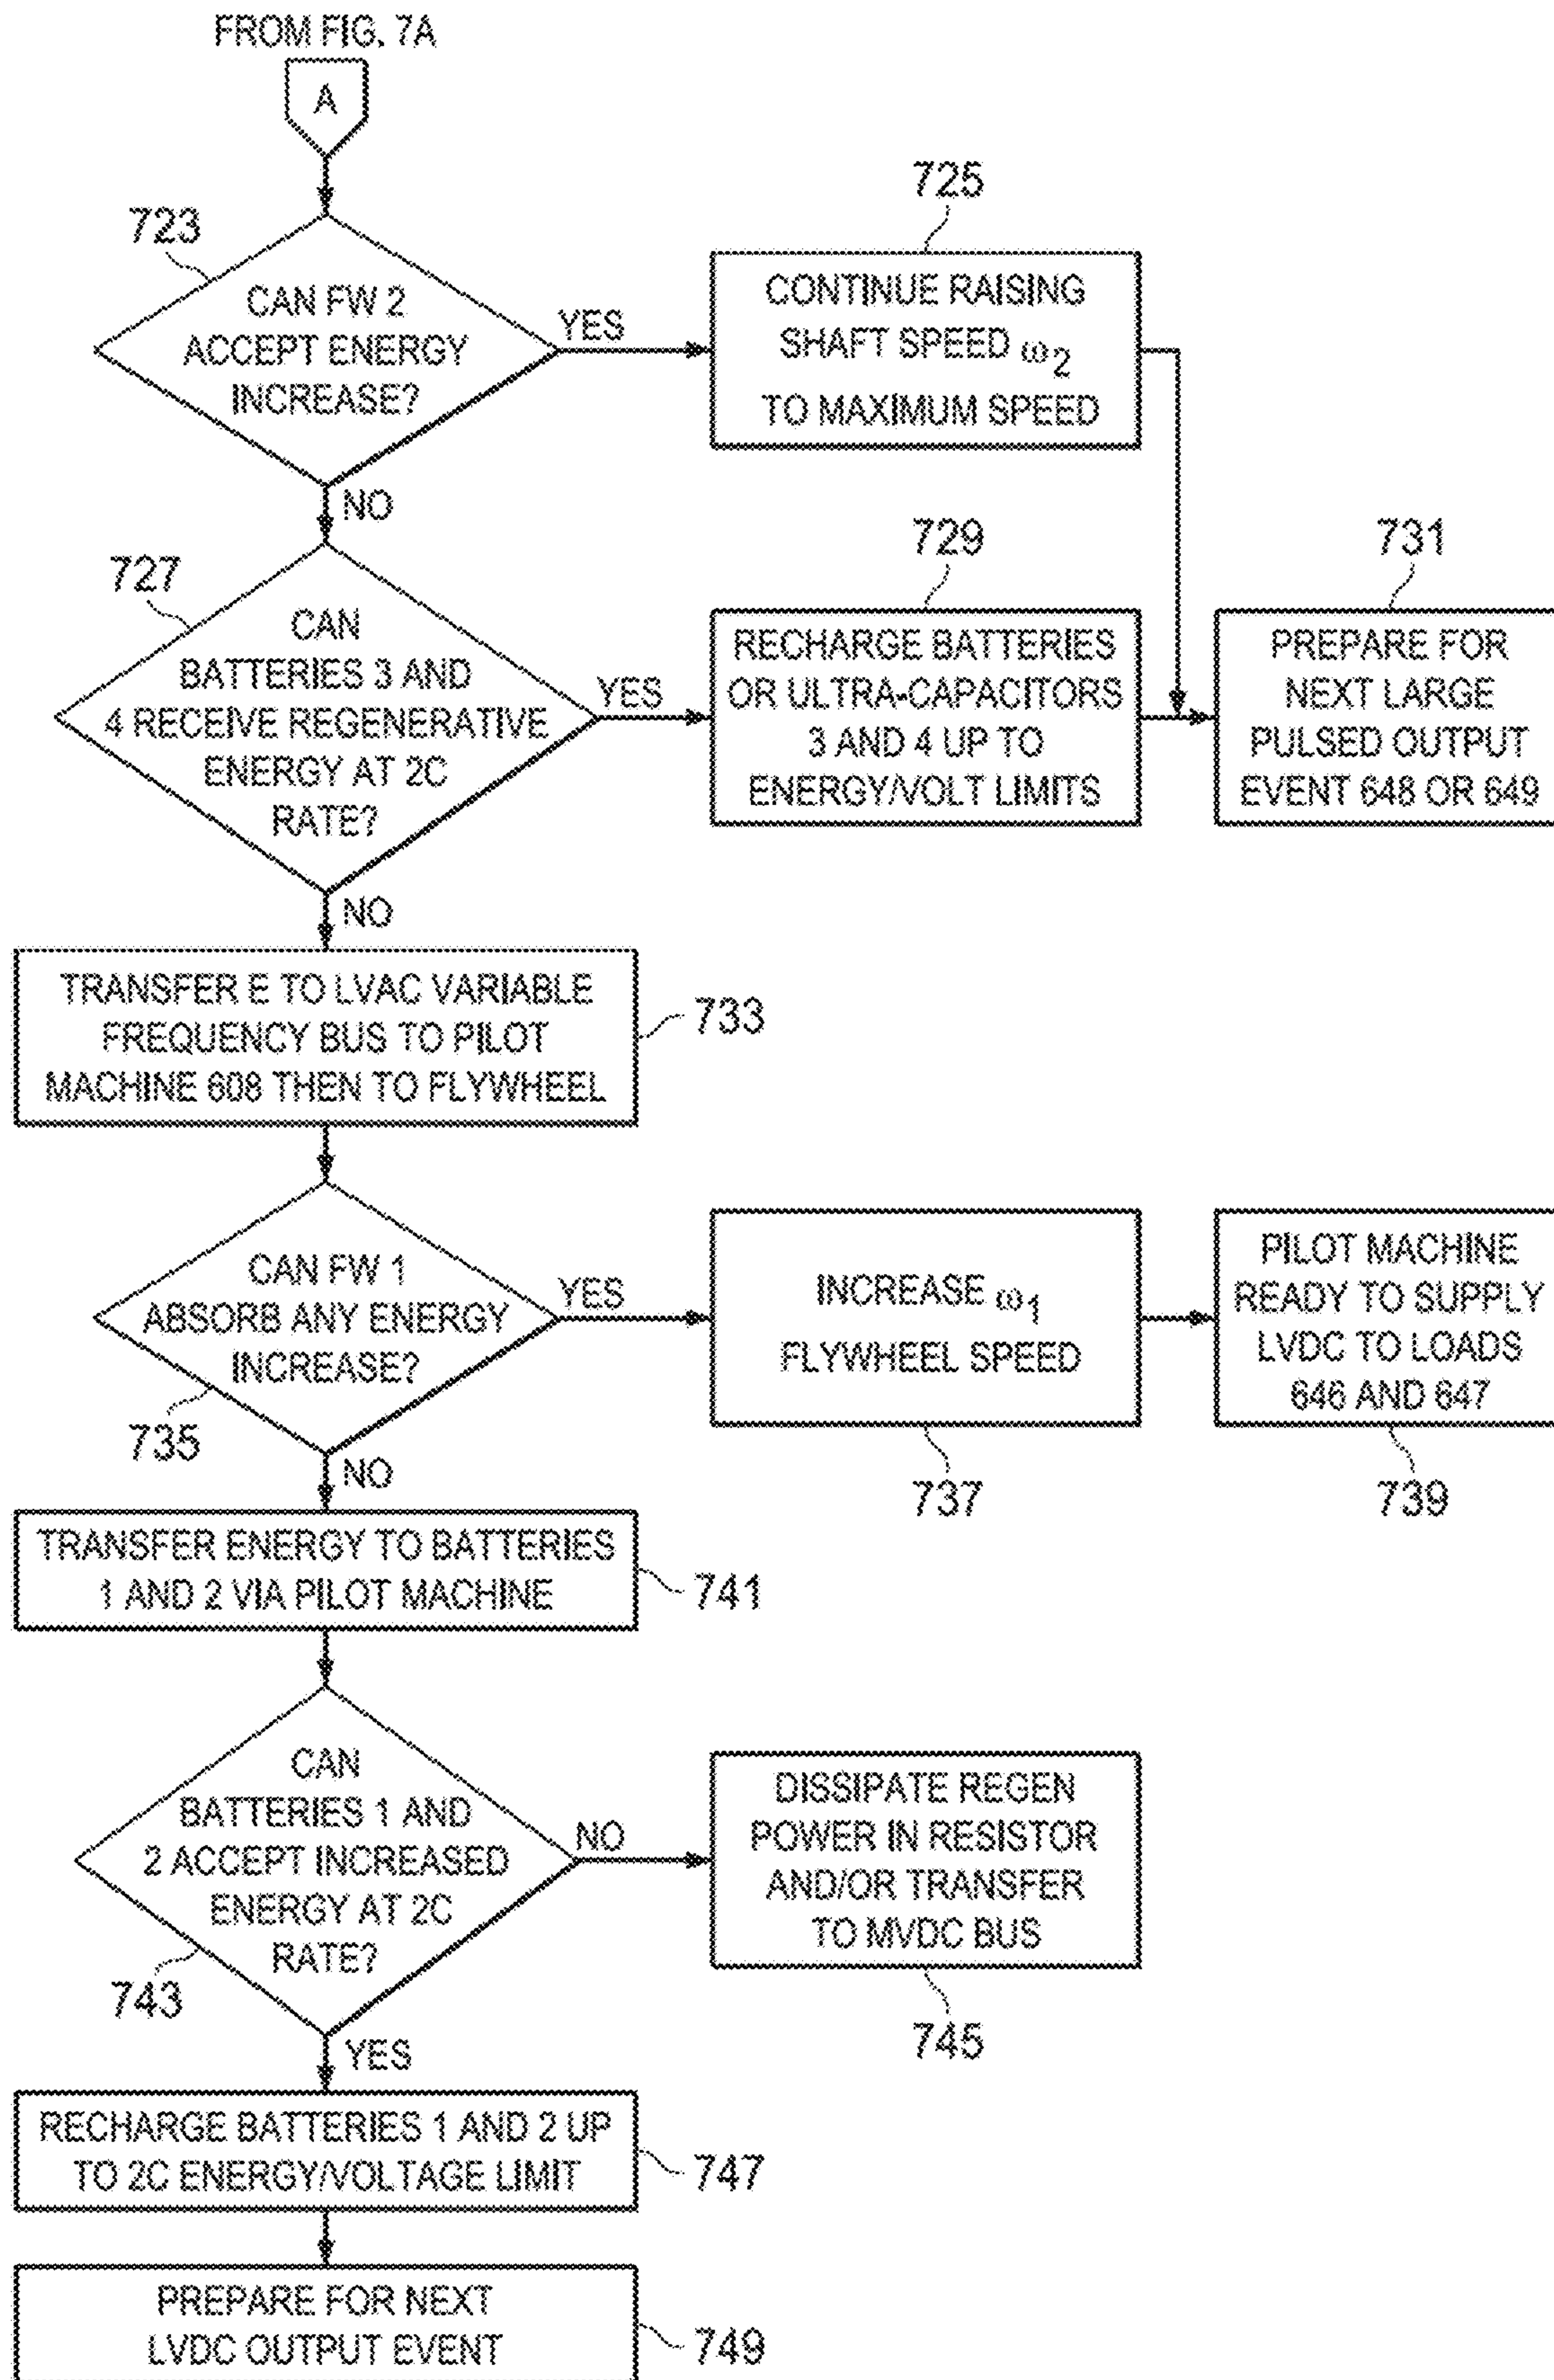 FROM FIG. 7A
A
723
CAN FW 2
ACCEPT ENERGY
INCREASE?
YES
NO
725
CONTINUE RAISING
SHAFT SPEED ω2
TO MAXIMUM SPEED
727
CAN
BATTERIES 3 AND
4 RECEIVE REGENERATIVE
ENERGY AT 2C
RATE?
YES
NO
729
RECHARGE BATTERIES
OR ULTRA-CAPACITORS
3 AND 4 UP TO
ENERGY/VOLT LIMITS
731
PREPARE FOR
NEXT LARGE
PULSED OUTPUT
EVENT 648 OR 649
TRANSFER E TO LVAC VARIABLE
FREQUENCY BUS TO PILOT
MACHINE 608 THEN TO FLYWHEEL
733
CAN FW 1
ABSORB ANY ENERGY
INCREASE?
735
YES
NO
INCREASE ω1
FLYWHEEL SPEED
737
PILOT MACHINE
READY TO SUPPLY
LVDC TO LOADS
646 AND 647
739
TRANSFER ENERGY TO BATTERIES
1 AND 2 VIA PILOT MACHINE
741
CAN
BATTERIES 1 AND
2 ACCEPT INCREASED
ENERGY AT 2C
RATE?
743
NO
YES
DISSIPATE REGEN
POWER IN RESISTOR
AND/OR TRANSFER
TO MVDC BUS
745
RECHARGE BATTERIES 1 AND 2 UP
TO 2C ENERGY/VOLTAGE LIMIT
747
PREPARE FOR NEXT
LVDC OUTPUT EVENT
749